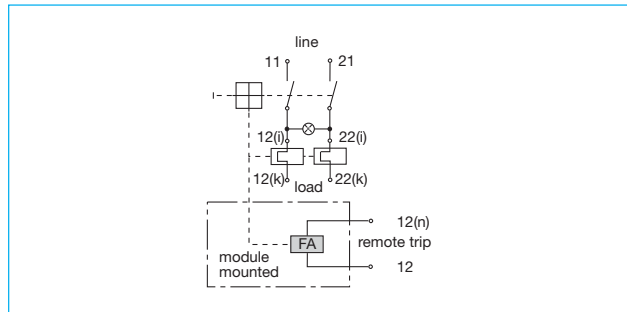 line
11 21
12(i) 22(i)
12(k) 22(k)
load
12(n)
FA remote trip
module
mounted
12